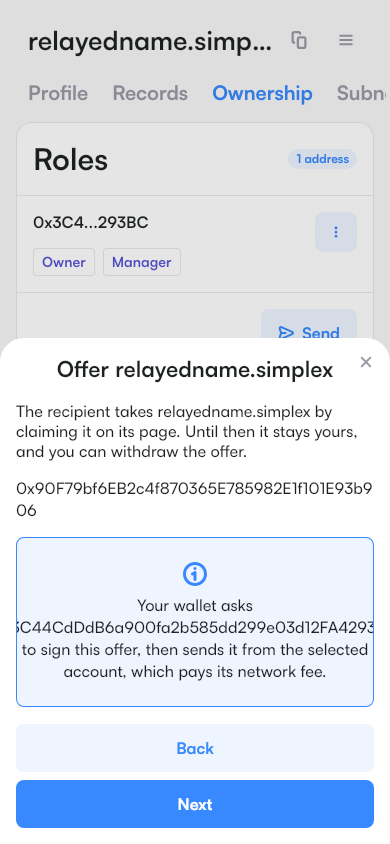 relayedname.simp...
Profile Records Ownership Subn
Roles
1 address
0x3C4...293BC
Owner Manager
Send
Offer relayedname.simplex
The recipient takes relayedname.simplex by
claiming it on its page. Until then it stays yours,
and you can withdraw the offer.
0x90F79bf6EB2c4f870365E785982E1f101E93b9
06
Your wallet asks
3C44CdDdB6a900fa2b585dd299e03d12FA4293
to sign this offer, then sends it from the selected
account, which pays its network fee.
Back
Next